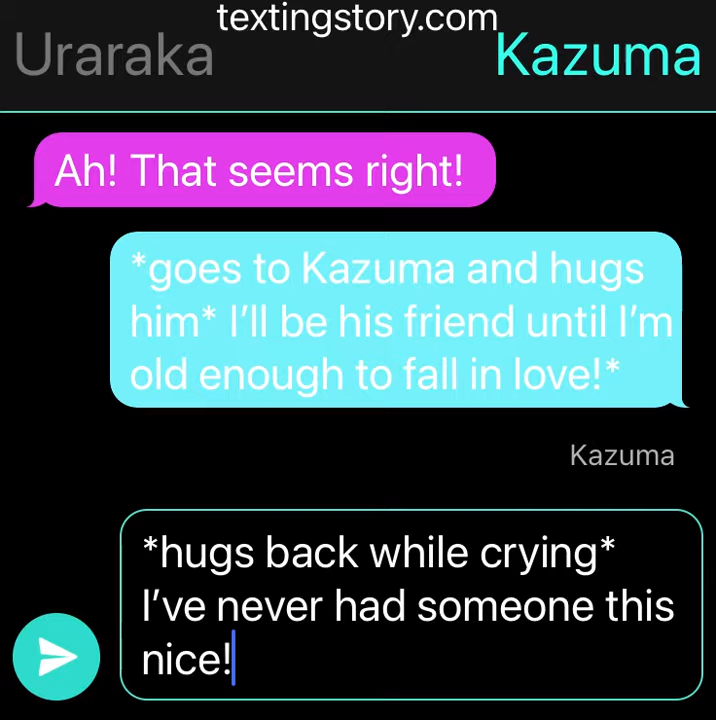 textingstory.com
Uraraka Kazuma
Ah! That seems right!
*goes to Kazuma and hugs
him* I’ll be his friend until I’m
old enough to fall in love!*
Kazuma
*hugs back while crying*
I’ve never had someone this
nice!